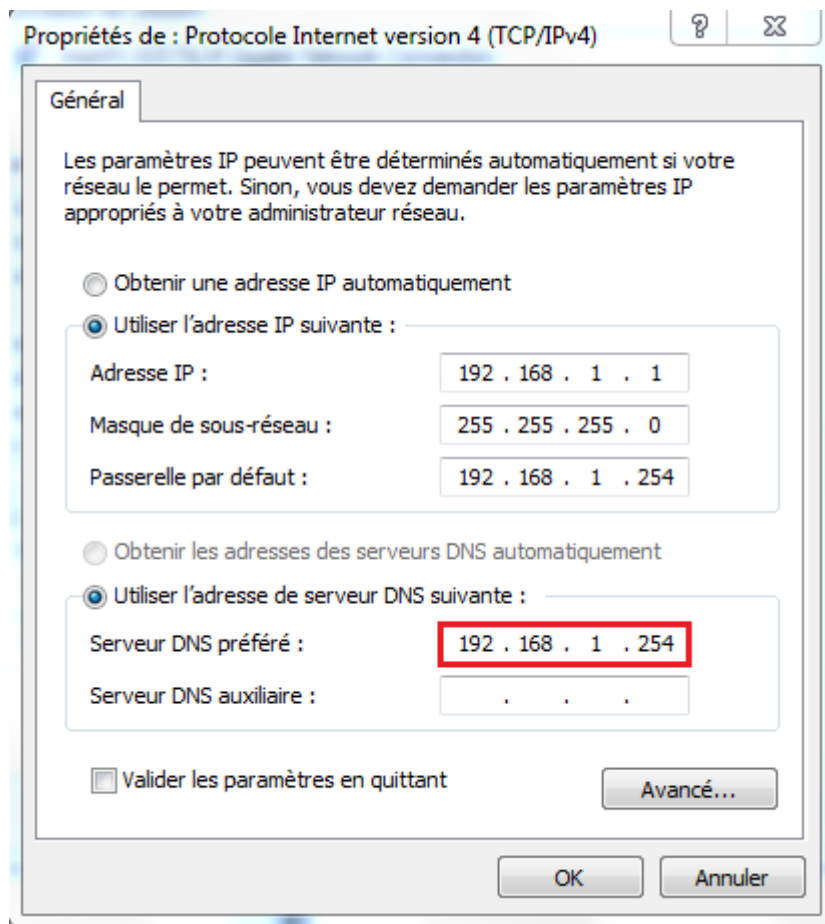 Propriétés de : Protocole Internet version 4 (TCP/IPv4)
Général
Les paramètres IP peuvent être déterminés automatiquement si votre
réseau le permet. Sinon, vous devez demander les paramètres IP
appropriés à votre administrateur réseau.
Obtenir une adresse IP automatiquement
Utiliser l'adresse IP suivante :
Adresse IP : 192 . 168 . 1 . 1
Masque de sous-réseau : 255 . 255 . 255 . 0
Passerelle par défaut : 192 . 168 . 1 . 254
Obtenir les adresses des serveurs DNS automatiquement
Utiliser l'adresse de serveur DNS suivante :
Serveur DNS préféré : 192 . 168 . 1 . 254
Serveur DNS auxiliaire : . . .
Valider les paramètres en quittant
Avancé...
OK Annuler